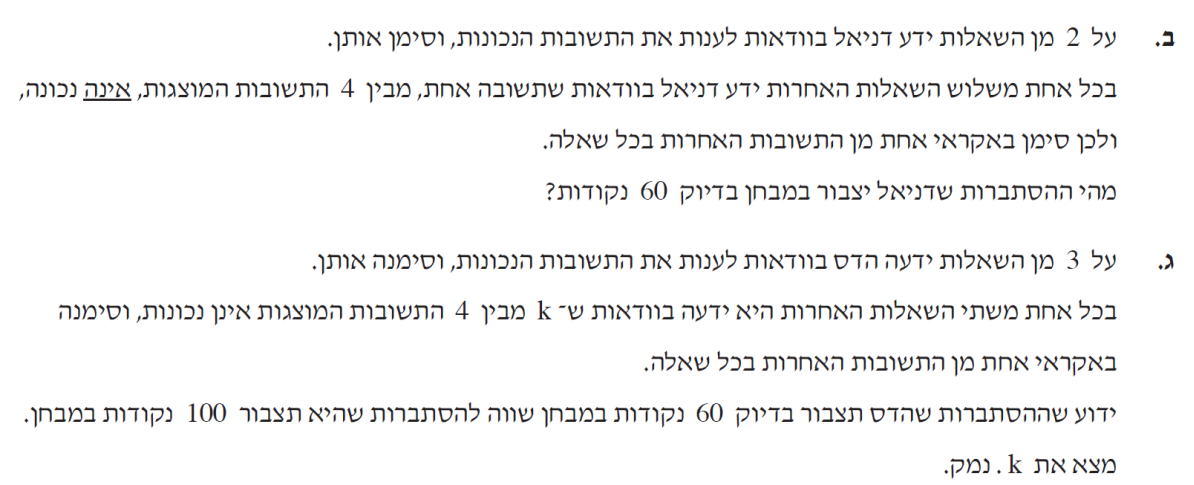 ב. על 2 מן השאלות ידע דניאל בוודאות לענות את התשובות הנכונות, וסימן אותן.
בכל אחת משלוש השאלות האחרות ידע דניאל בוודאות שתשובה אחת, מבין 4 התשובות המוצגות, אינה נכונה,
ולכן סימן באקראי אחת מן התשובות האחרות בכל שאלה.
מהי ההסתברות שדניאל יצבור במבחן בדיוק 60 נקודות?
ג. על 3 מן השאלות ידעה הדס בוודאות לענות את התשובות הנכונות, וסימנה אותן.
בכל אחת משתי השאלות האחרות היא ידעה בוודאות ש־ k מבין 4 התשובות המוצגות אינן נכונות, וסימנה
באקראי אחת מן התשובות האחרות בכל שאלה.
ידוע שההסתברות שהדס תצבור בדיוק 60 נקודות במבחן שווה להסתברות שהיא תצבור 100 נקודות במבחן.
מצא את k . נמק.